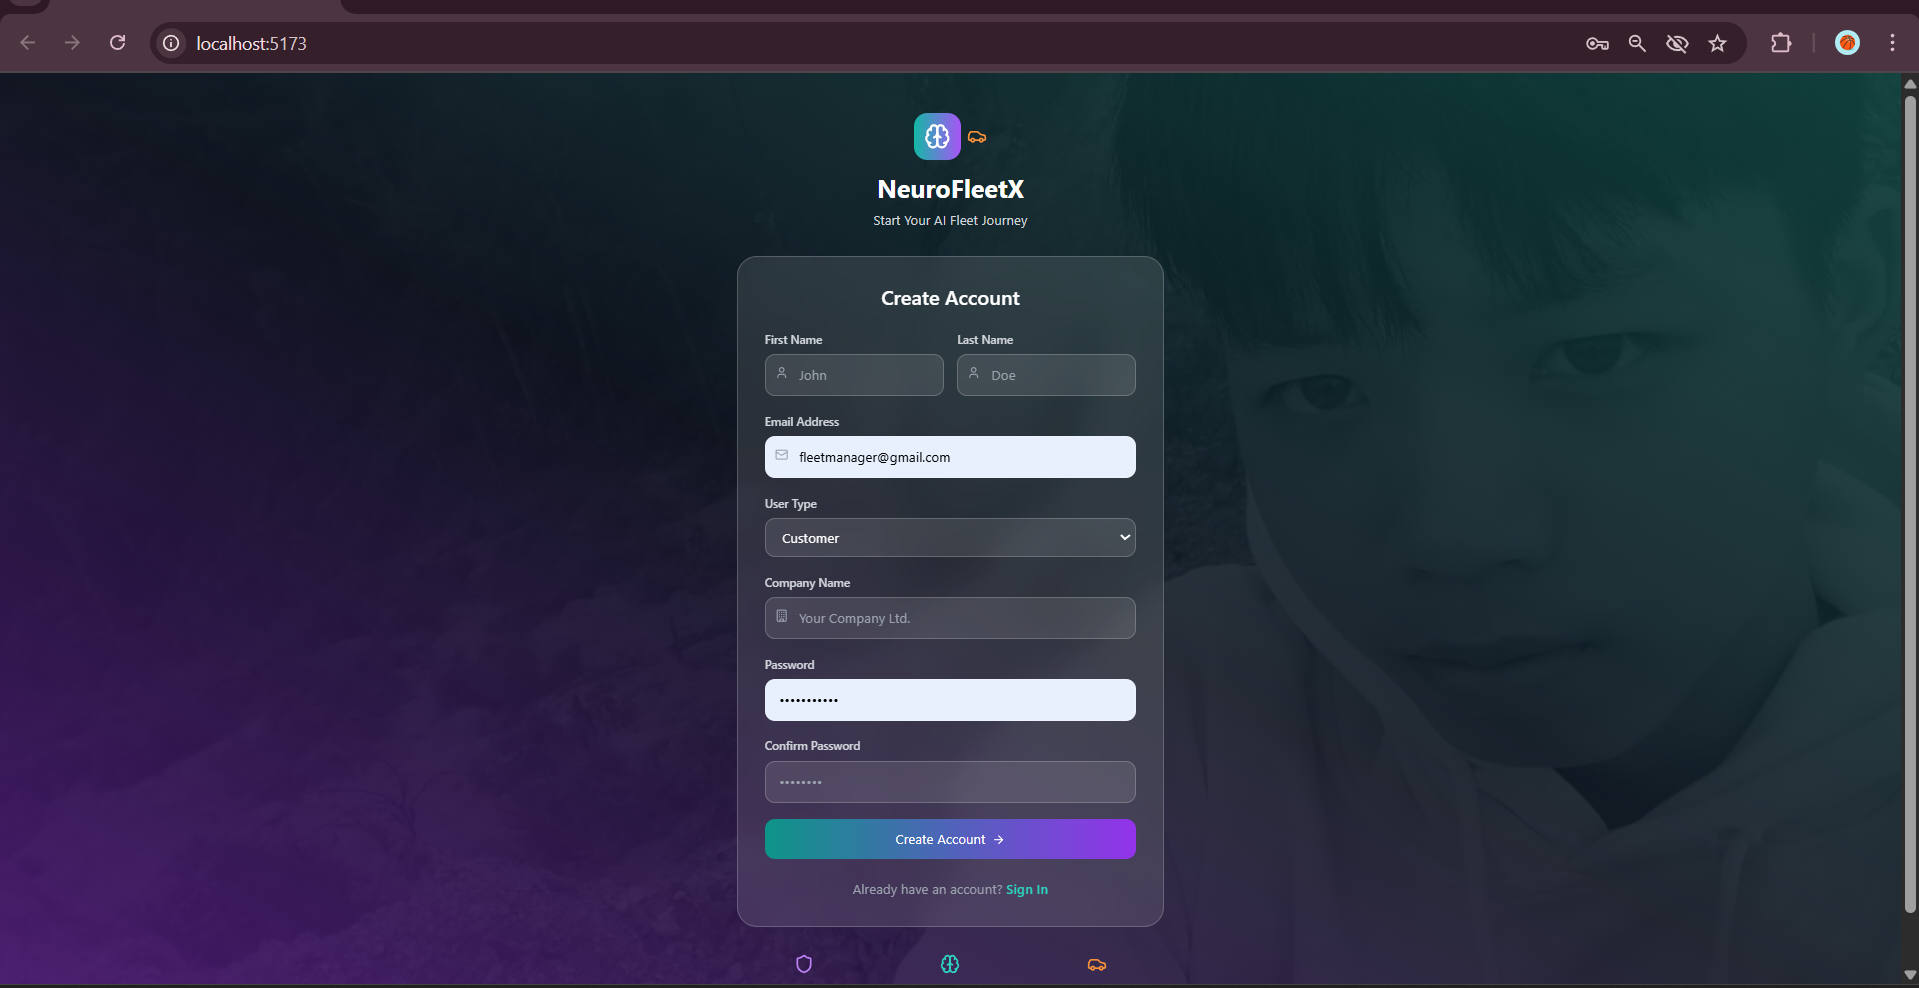 localhost:5173
NeuroFleetX
Start Your AI Fleet Journey
Create Account
First Name
Last Name
John
Doe
Email Address
fleetmanager@gmail.com
User Type
Customer
Company Name
Your Company Ltd.
Password
•••••••••••
Confirm Password
••••••••
Create Account →
Already have an account? Sign In